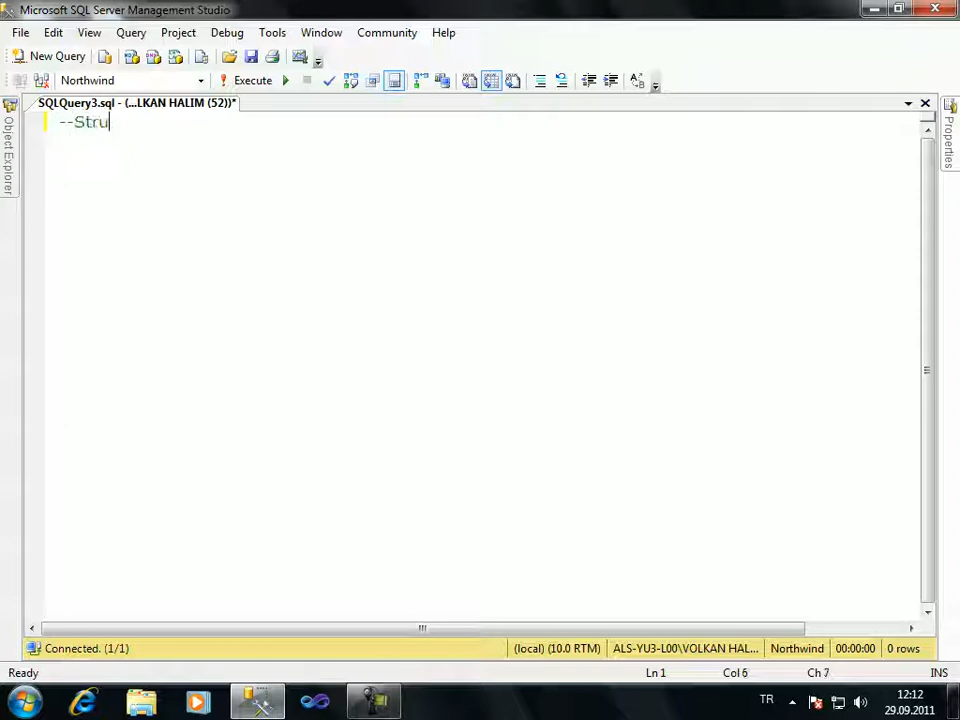 Microsoft SQL Server Management Studio
File Edit View Query Project Debug Tools Window Community Help
New Query
Northwind Execute
SQLQuery3.sql - (...LKAN HALIM (52))*
Object Explorer
--Stru
Properties
Connected. (1/1) (local) (10.0 RTM) ALS-YU3-L00\VOLKAN HAL... Northwind 00:00:00 0 rows
Ready Ln 1 Col 6 Ch 7 INS
TR 12:12
29.09.2011